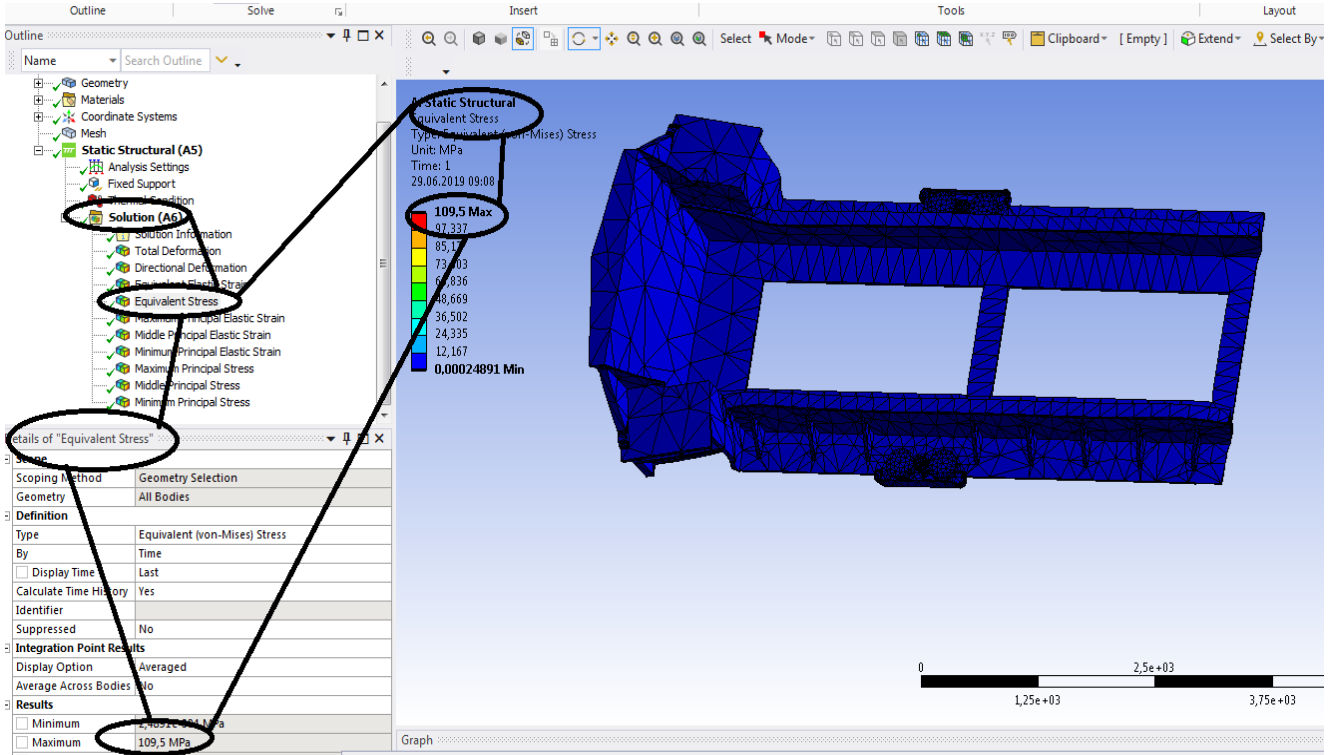 Outline
Solve
Insert
Tools
Layout
Outline
Name
Search Outline
Select
Mode
Clipboard
[ Empty ]
Extend
Select By
Geometry
Materials
Coordinate Systems
Mesh
Static Structural (A5)
Analysis Settings
Fixed Support
Thermal Condition
Solution (A6)
Solution Information
Total Deformation
Directional Deformation
Equivalent Elastic Strain
Equivalent Stress
Maximum Principal Elastic Strain
Middle Principal Elastic Strain
Minimum Principal Elastic Strain
Maximum Principal Stress
Middle Principal Stress
Minimum Principal Stress
A: Static Structural
Equivalent Stress
Type: Equivalent (von-Mises) Stress
Unit: MPa
Time: 1
29.06.2019 09:08
109,5 Max
97,337
85,17
48,669
36,502
24,335
12,167
0,00024891 Min
0
2,5e+03
1,25e+03
3,75e+03
Graph
etails of "Equivalent Stress"
Scope
Scoping Method Geometry Selection
Geometry All Bodies
Definition
Type Equivalent (von-Mises) Stress
By Time
Display Time Last
Calculate Time History Yes
Identifier
Suppressed No
Integration Point Results
Display Option Averaged
Average Across Bodies No
Results
Minimum MPa
Maximum 109,5 MPa